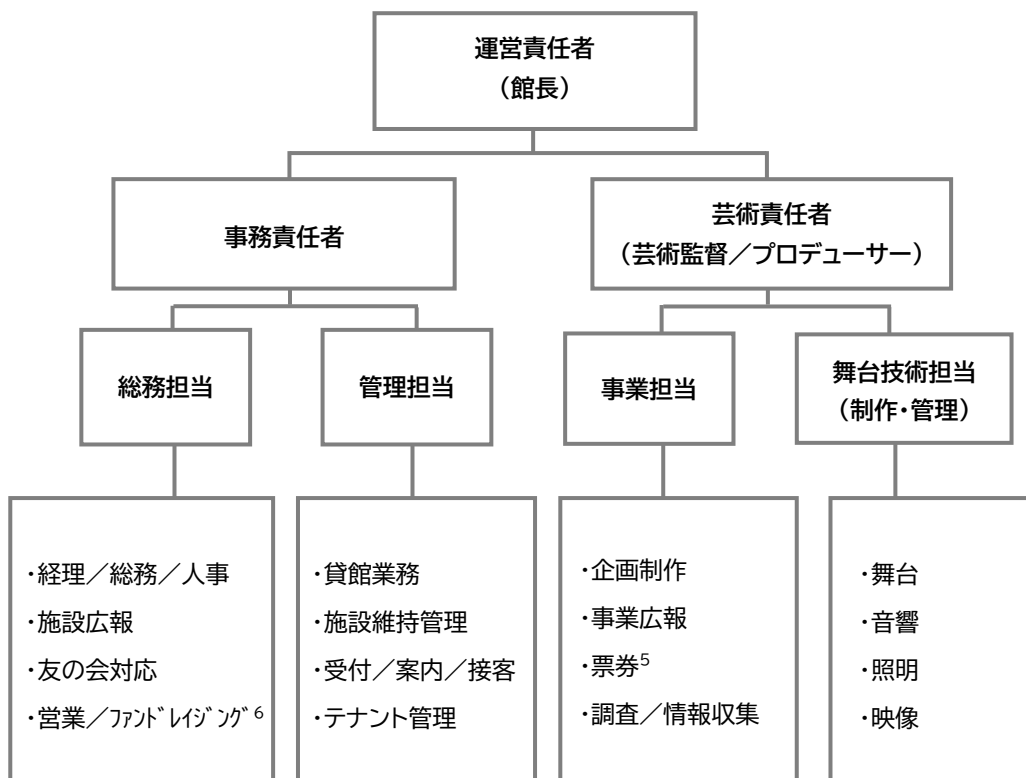 運営責任者
（館長）
事務責任者
芸術責任者
（芸術監督／プロデューサー）
総務担当
管理担当
事業担当
舞台技術担当
（制作・管理）
・経理／総務／人事
・施設広報
・友の会対応
・営業／ﾌｧﾝﾄﾞﾚｲｼﾞﾝｸﾞ6
・貸館業務
・施設維持管理
・受付／案内／接客
・テナント管理
・企画制作
・事業広報
・票券5
・調査／情報収集
・舞台
・音響
・照明
・映像